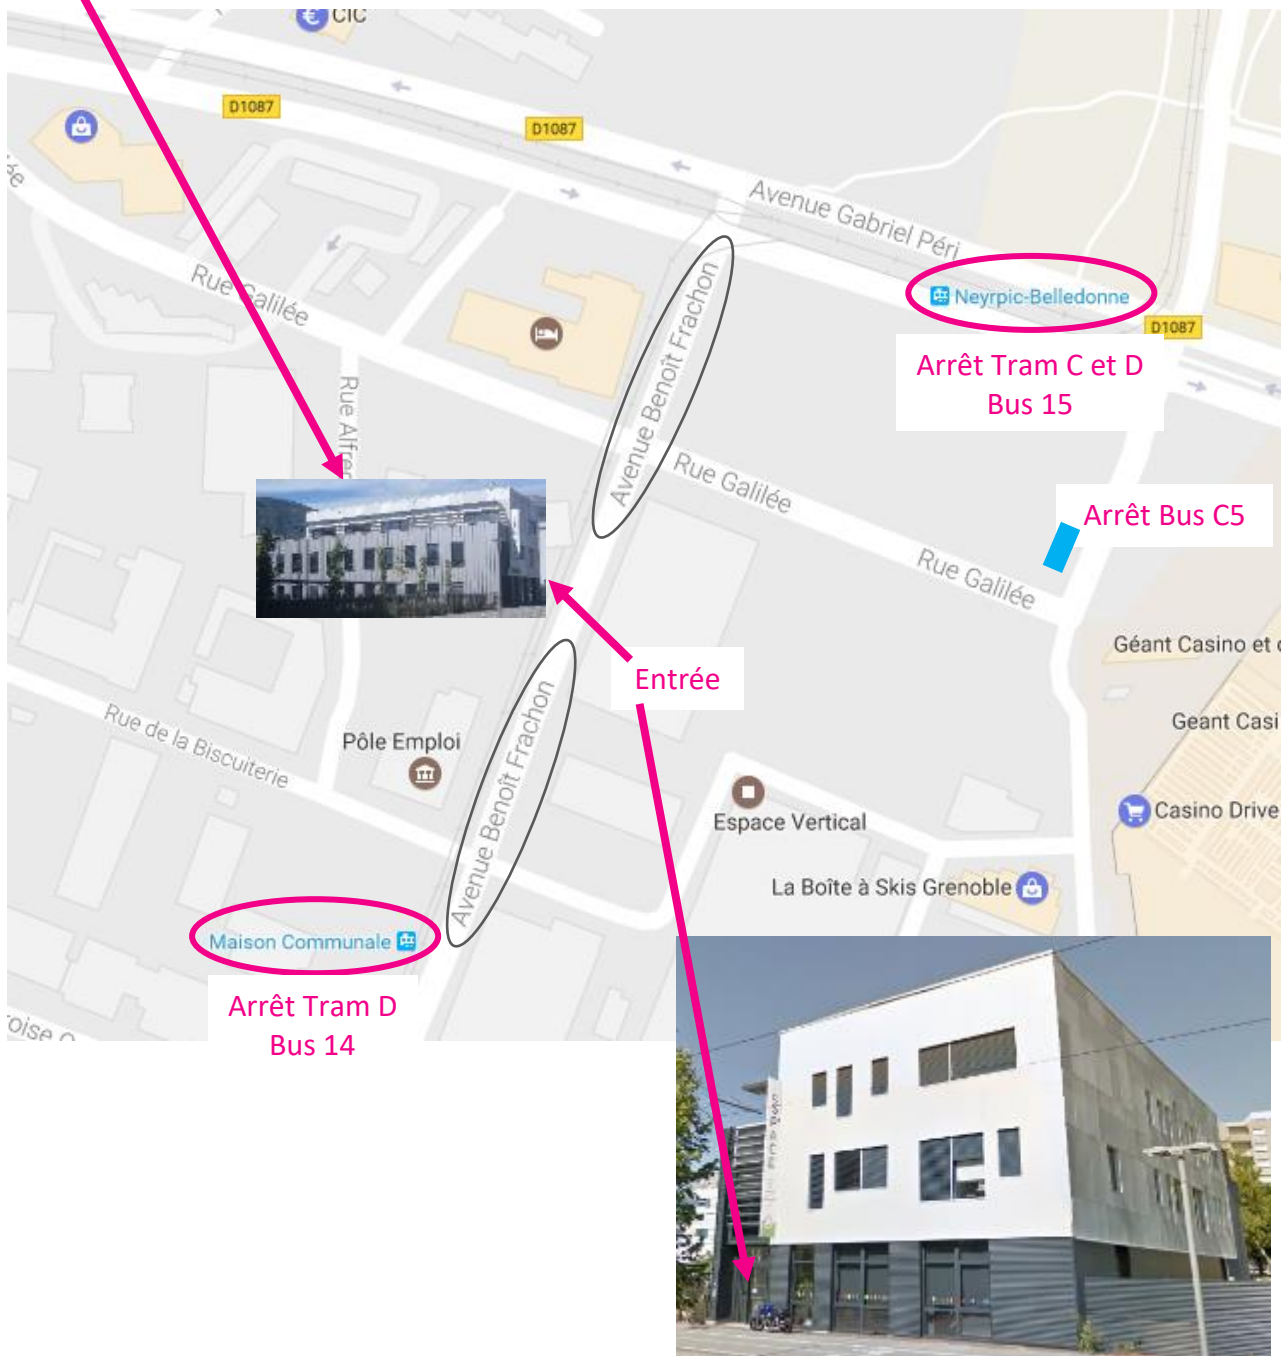 CIC
D1087
D1087
Avenue Gabriel Péri
Rue Galilée
Neyrpic-Belledonne
D1087
Arrêt Tram C et D
Bus 15
Avenue Benoît Frachon
Rue Galilée
Arrêt Bus C5
Rue Galilée
Géant Casino et
Entrée
Geant Casi
Rue de la Biscuiterie
Pôle Emploi
Avenue Benoît Frachon
Espace Vertical
Casino Drive
La Boîte à Skis Grenoble
Maison Communale
Arrêt Tram D
Bus 14